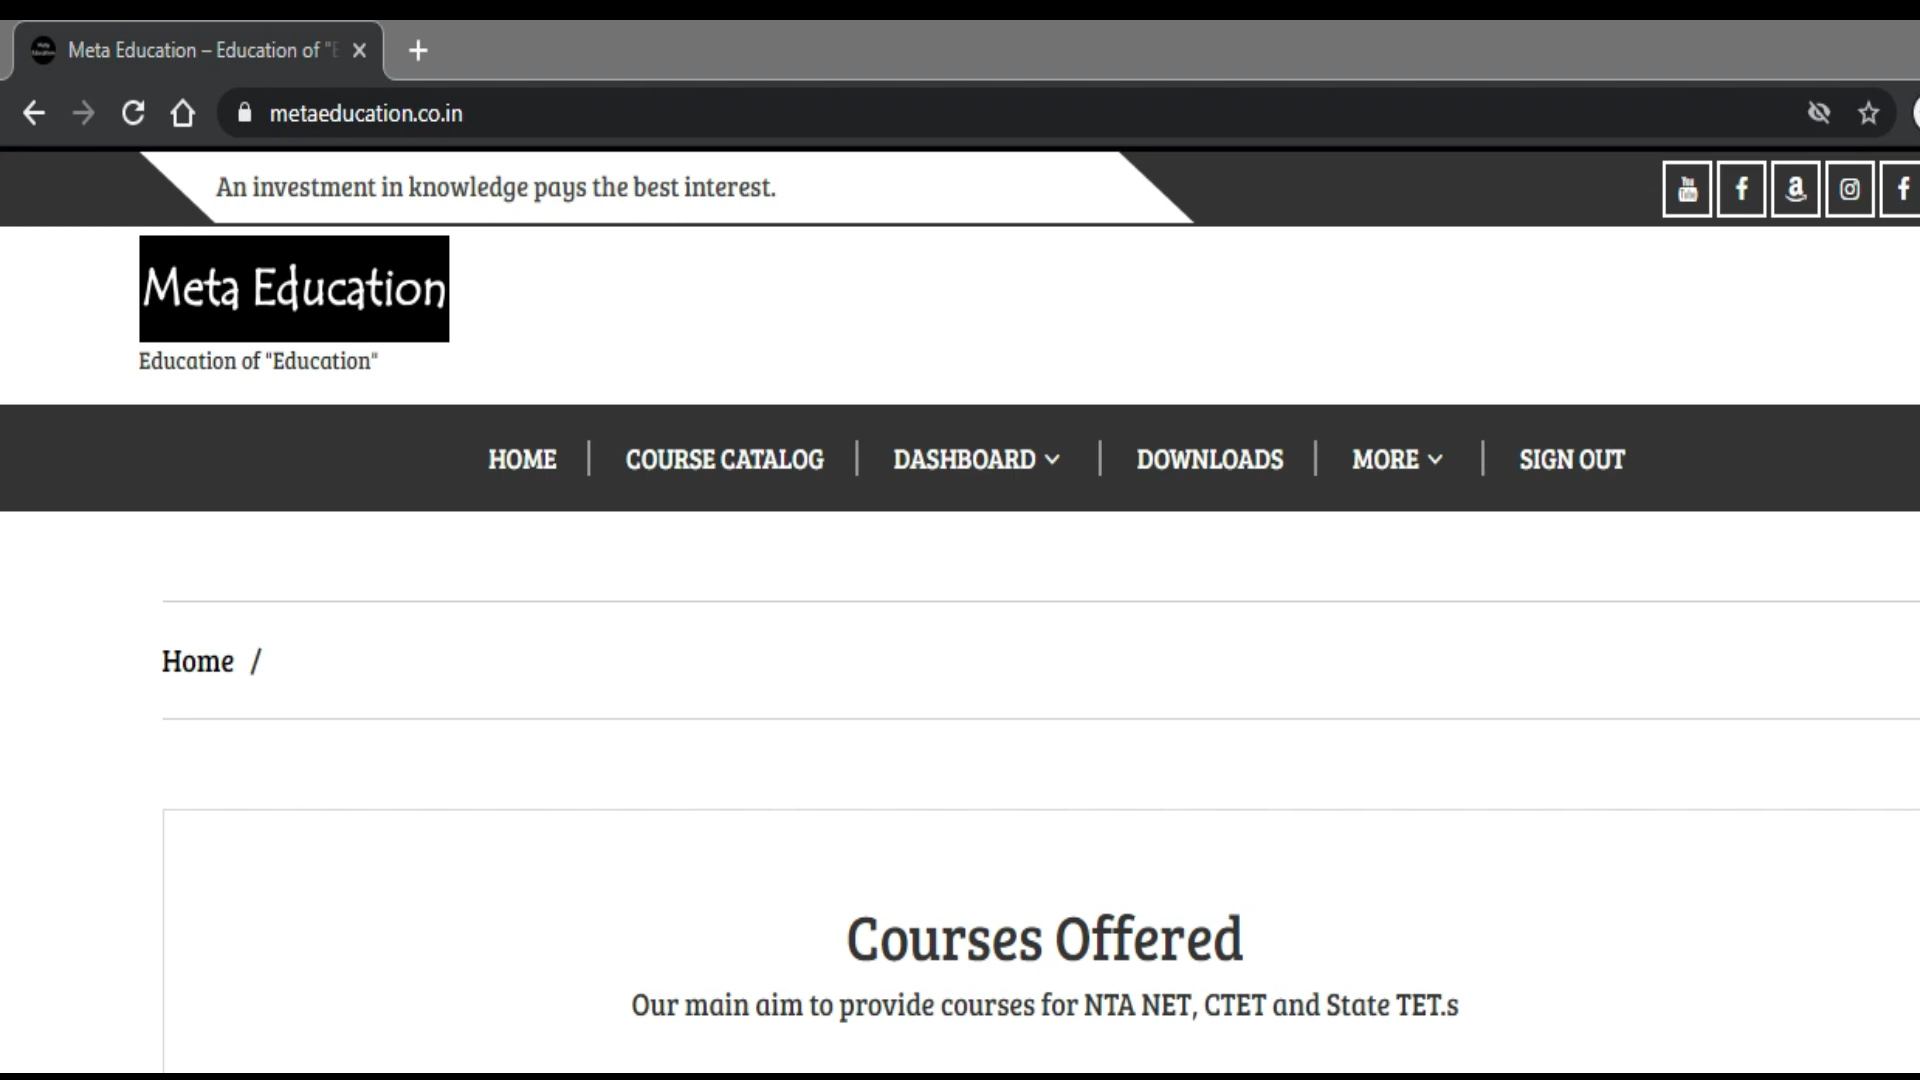 Meta Education – Education of "E
metaeducation.co.in
An investment in knowledge pays the best interest.
Meta Education
Education of "Education"
HOME | COURSE CATALOG | DASHBOARD | DOWNLOADS | MORE | SIGN OUT
Home /
Courses Offered
Our main aim to provide courses for NTA NET, CTET and State TET.s